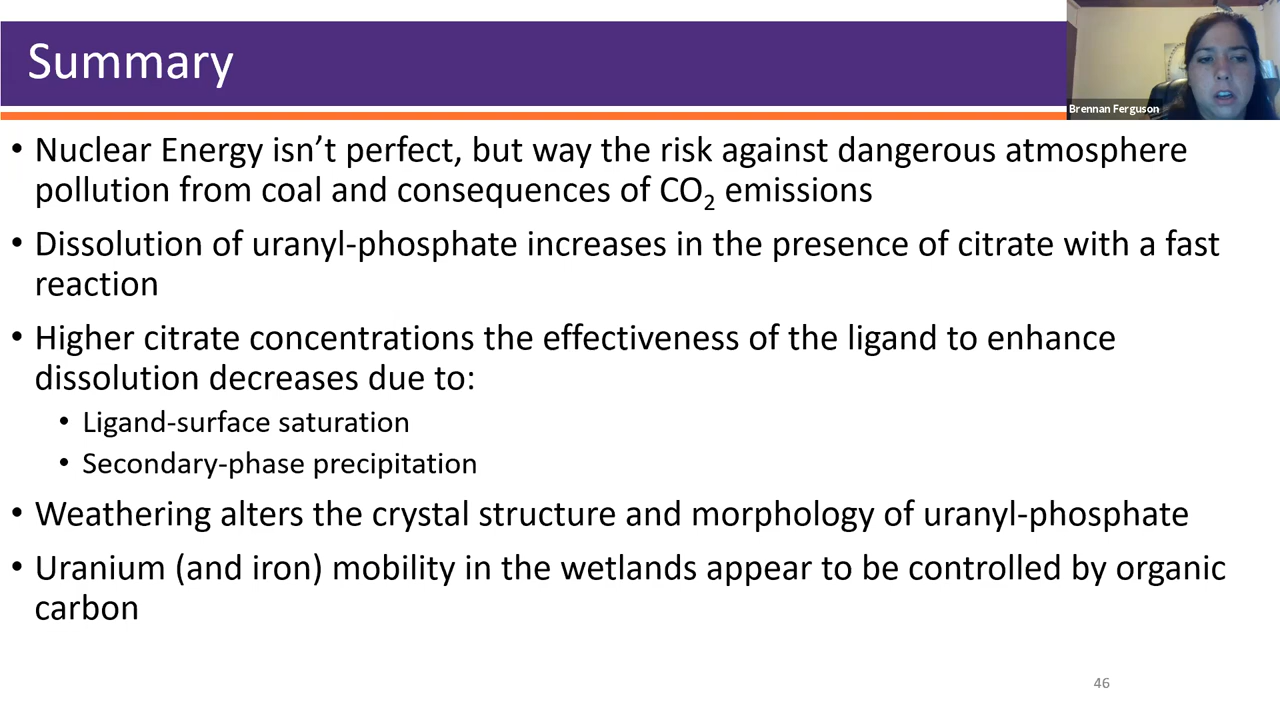 Summary
Brennan Ferguson
• Nuclear Energy isn't perfect, but way the risk against dangerous atmosphere
pollution from coal and consequences of CO₂ emissions
• Dissolution of uranyl-phosphate increases in the presence of citrate with a fast
reaction
• Higher citrate concentrations the effectiveness of the ligand to enhance
dissolution decreases due to:
• Ligand-surface saturation
• Secondary-phase precipitation
• Weathering alters the crystal structure and morphology of uranyl-phosphate
• Uranium (and iron) mobility in the wetlands appear to be controlled by organic
carbon
46